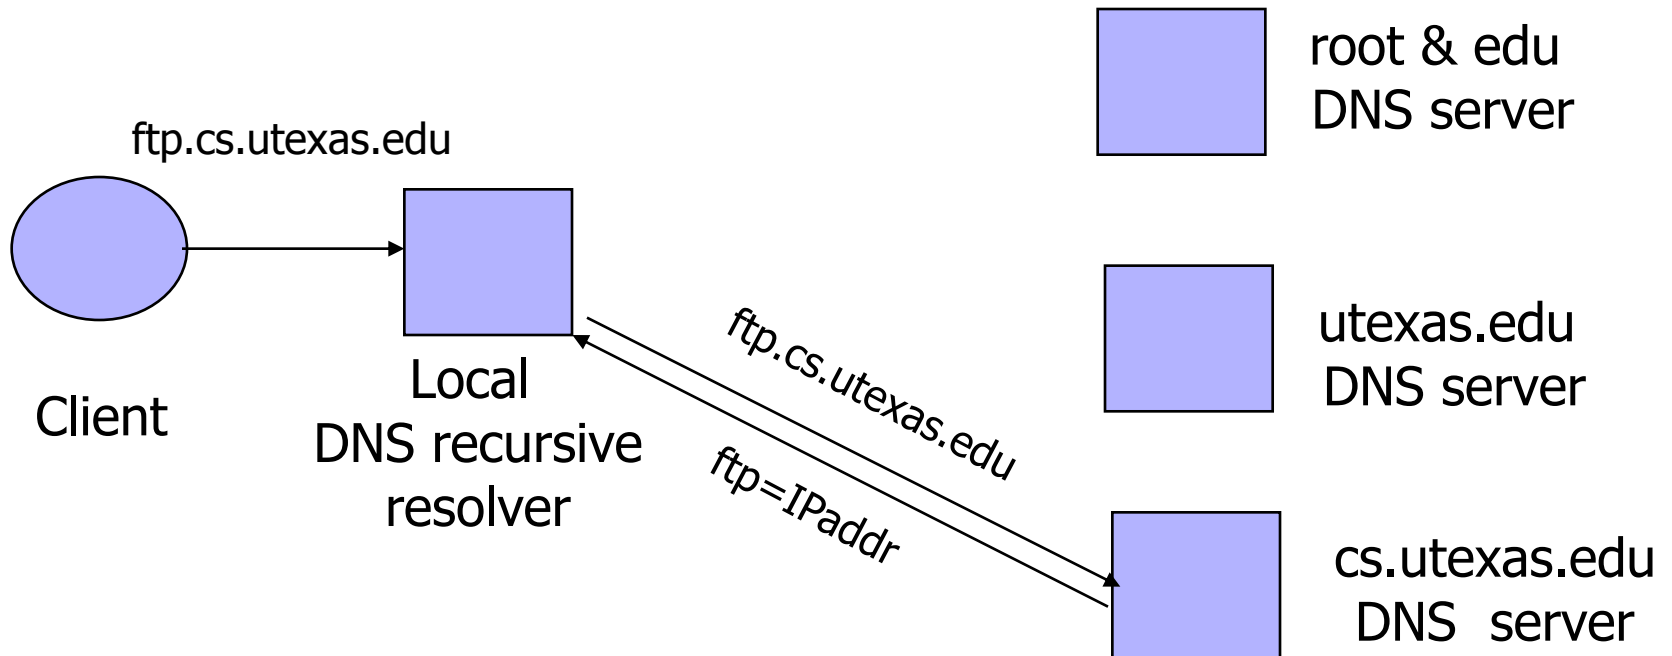 ftp.cs.utexas.edu
Client
Local
DNS recursive
resolver
ftp.cs.utexas.edu
ftp=IPaddr
root & edu
DNS server
utexas.edu
DNS server
cs.utexas.edu
DNS server